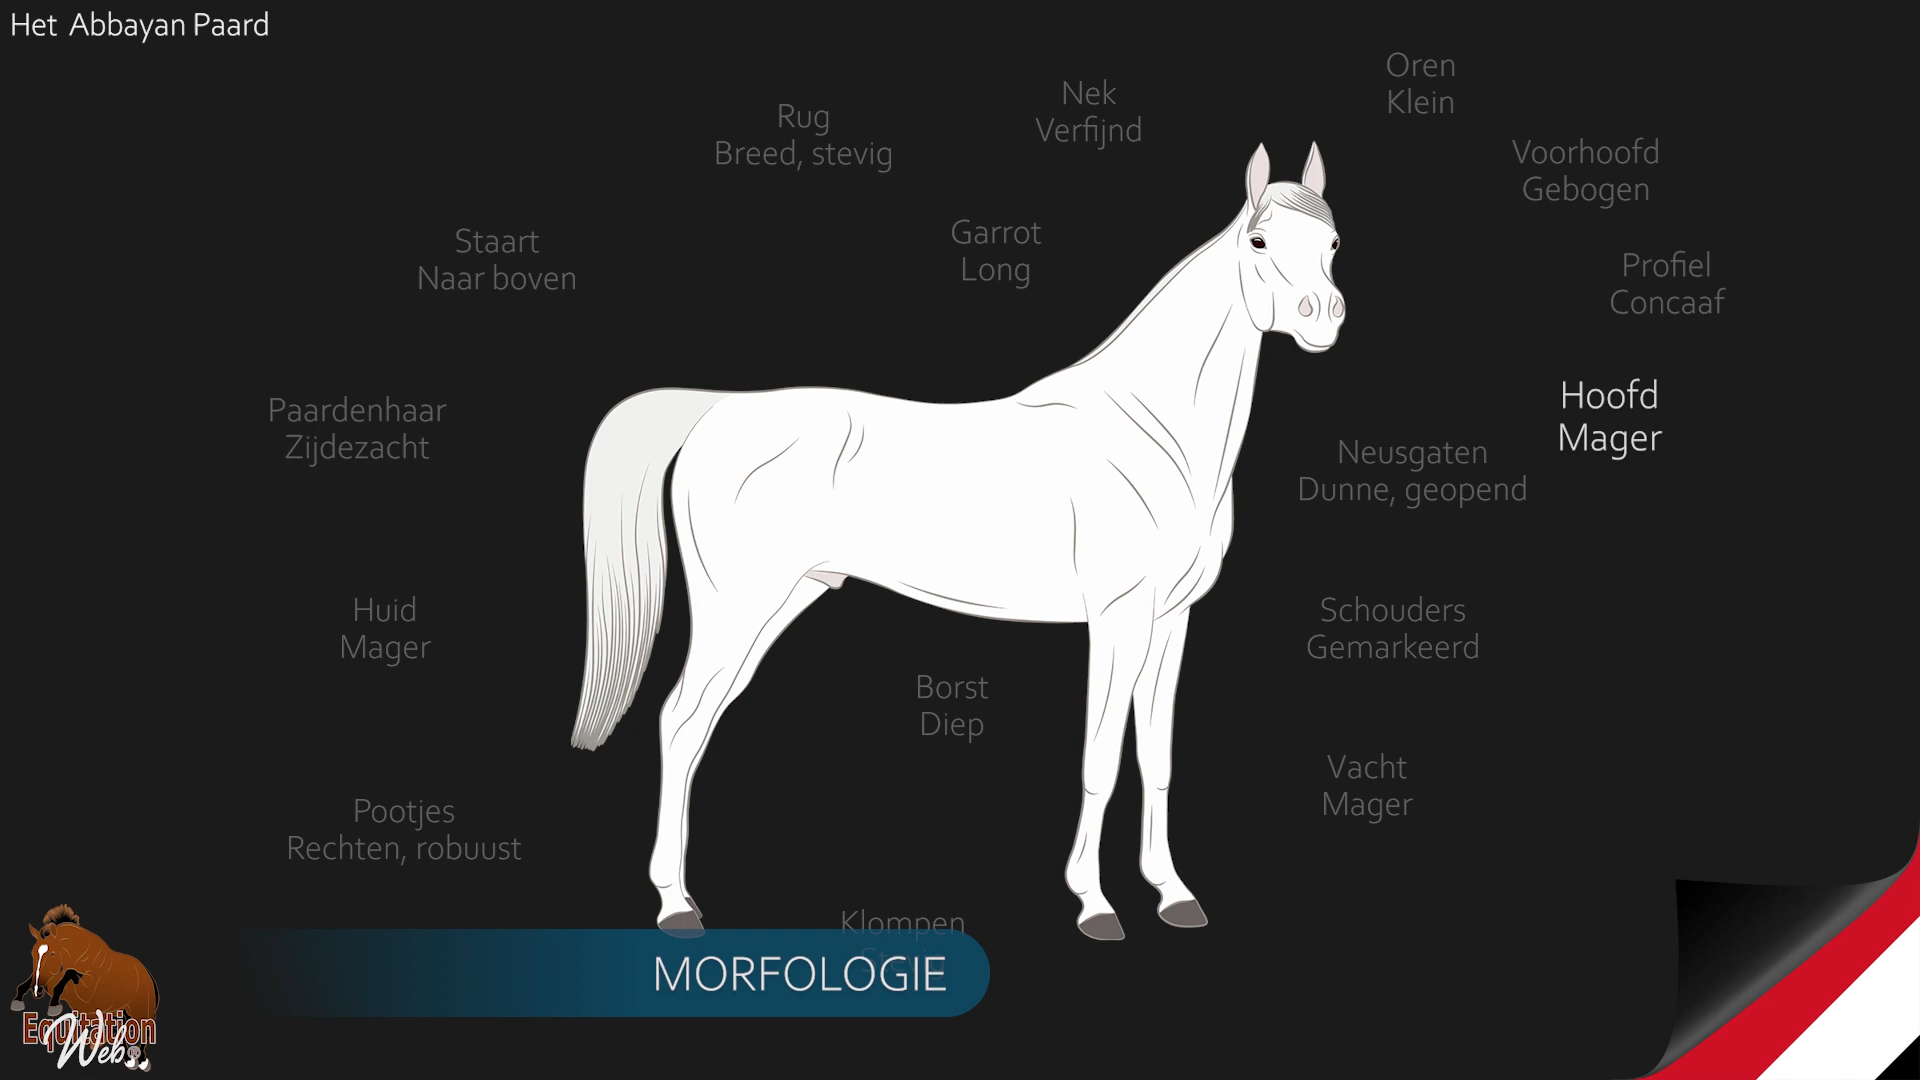 Het Abbayan Paard
Oren
Klein
Nek
Verfijnd
Rug
Breed, stevig
Voorhoofd
Gebogen
Garrot
Long
Staart
Naar boven
Profiel
Concaaf
Hoofd
Mager
Paardenhaar
Zijdezacht
Neusgaten
Dunne, geopend
Huid
Mager
Schouders
Gemarkeerd
Borst
Diep
Vacht
Mager
Pootjes
Rechten, robuust
Klompen
MORFOLOGIE
Equitation
Web®